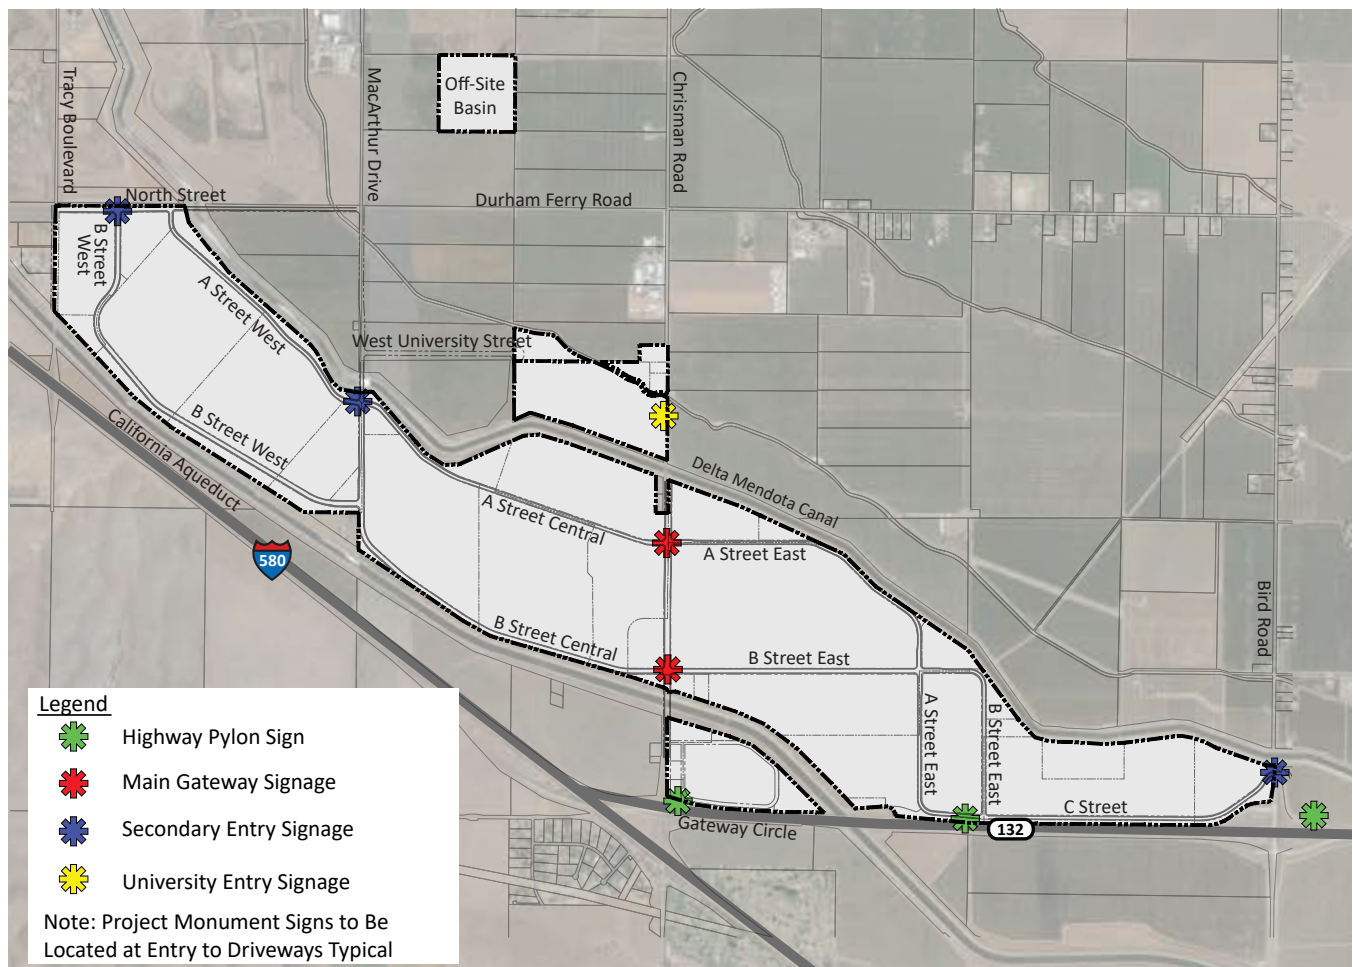 Off-Site
Basin
Tracy Boulevard
MacArthur Drive
Chrisman Road
North Street
Durham Ferry Road
B Street
West
A Street West
West University Street
B Street West
California Aqueduct
Delta Mendota Canal
A Street Central
A Street East
580
Bird Road
B Street Central
B Street East
A Street East
B Street East
C Street
Gateway Circle
132
Legend
Highway Pylon Sign
Main Gateway Signage
Secondary Entry Signage
University Entry Signage
Note: Project Monument Signs to Be
Located at Entry to Driveways Typical